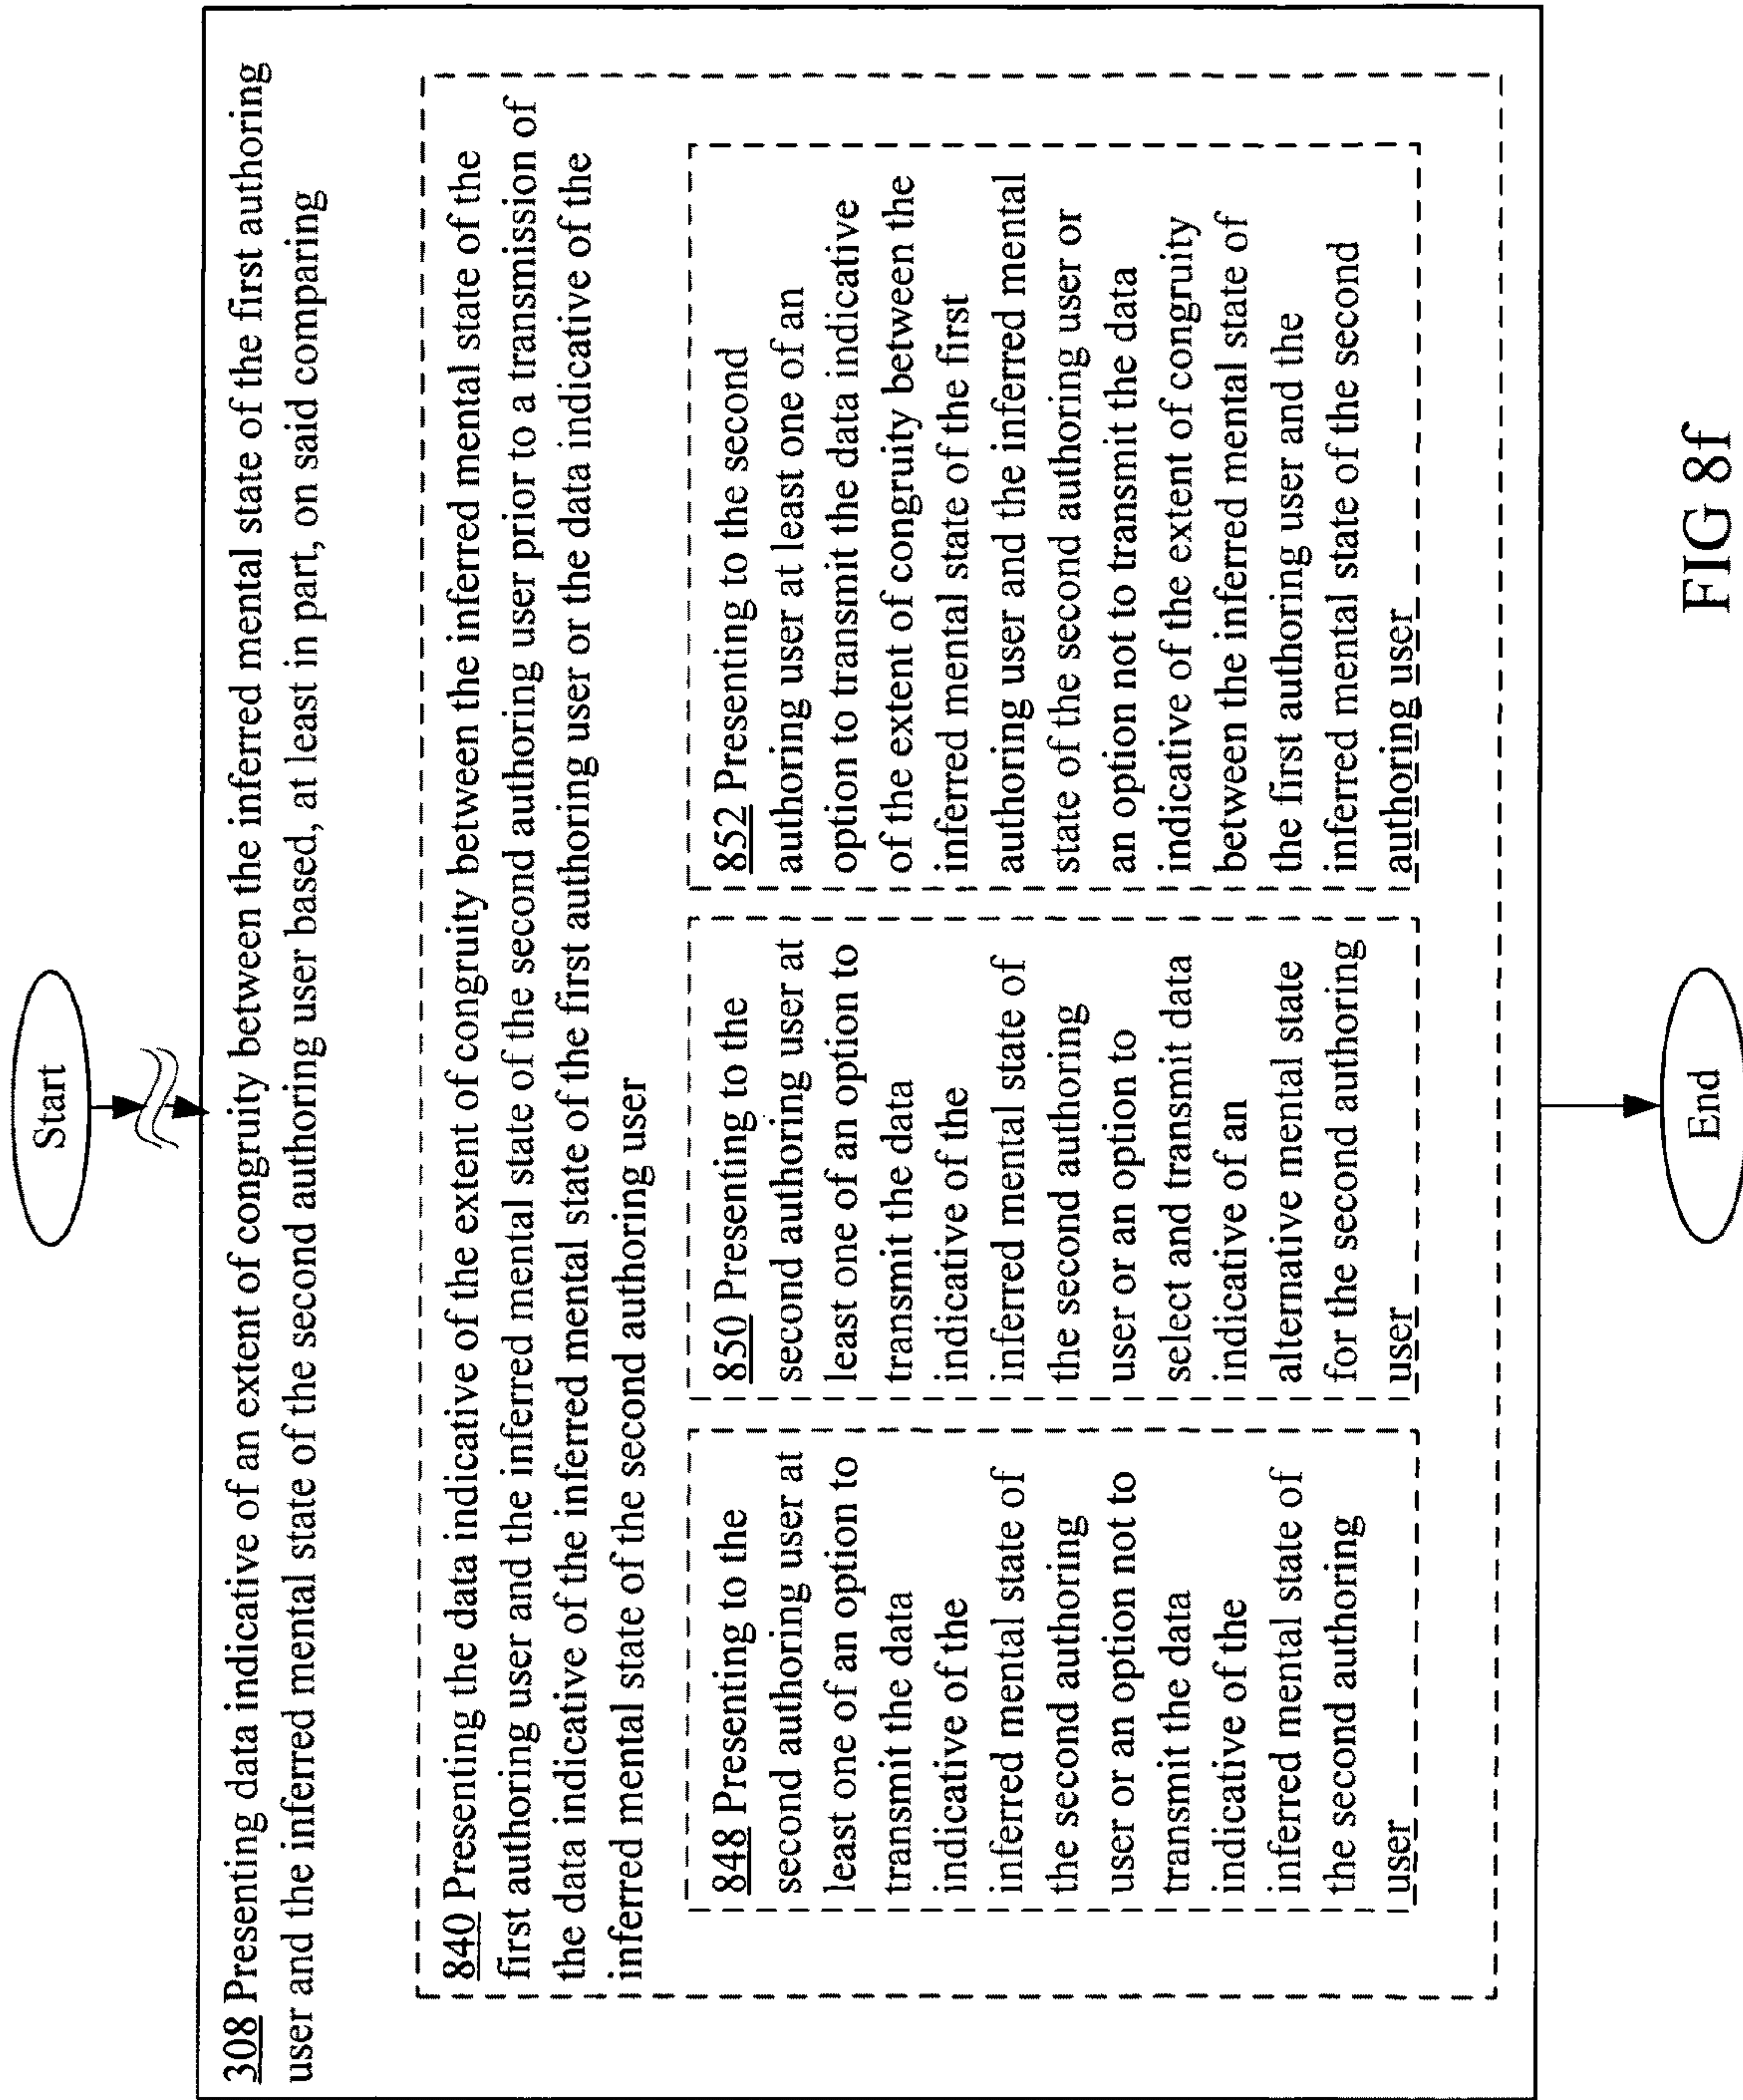 Start
308 Presenting data indicative of an extent of congruity between the inferred mental state of the first authoring
user and the inferred mental state of the second authoring user based, at least in part, on said comparing
840 Presenting the data indicative of the extent of congruity between the inferred mental state of the
first authoring user and the inferred mental state of the second authoring user prior to a transmission of
the data indicative of the inferred mental state of the first authoring user or the data indicative of the
inferred mental state of the second authoring user
848 Presenting to the
second authoring user at
least one of an option to
transmit the data
indicative of the
inferred mental state of
the second authoring
user or an option not to
transmit the data
indicative of the
inferred mental state of
the second authoring
user
850 Presenting to the
second authoring user at
least one of an option to
transmit the data
indicative of the
inferred mental state of
the second authoring
user or an option to
select and transmit data
indicative of an
alternative mental state
for the second authoring
user
852 Presenting to the second
authoring user at least one of an
option to transmit the data indicative
of the extent of congruity between the
inferred mental state of the first
authoring user and the inferred mental
state of the second authoring user or
an option not to transmit the data
indicative of the extent of congruity
between the inferred mental state of
the first authoring user and the
inferred mental state of the second
authoring user
End
FIG 8f